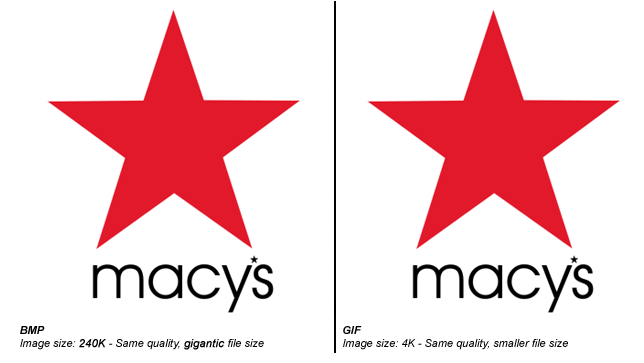 macy's
BMP
Image size: 240K - Same quality, gigantic file size
macy's
GIF
Image size: 4K - Same quality, smaller file size